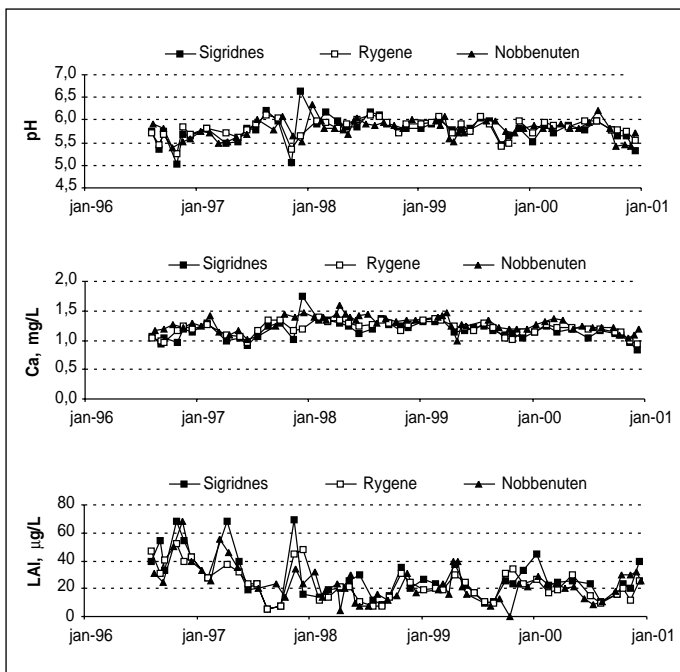 Sigridnes Rygene Nobbenuten
7,0
6,5
6,0
5,5
5,0
4,5
pH
jan-96 jan-97 jan-98 jan-99 jan-00 jan-01
Sigridnes Rygene Nobbenuten
2,0
1,5
1,0
0,5
0,0
Ca, mg/L
jan-96 jan-97 jan-98 jan-99 jan-00 jan-01
Sigridnes Rygene Nobbenuten
80
60
40
20
0
LAl, µg/L
jan-96 jan-97 jan-98 jan-99 jan-00 jan-01